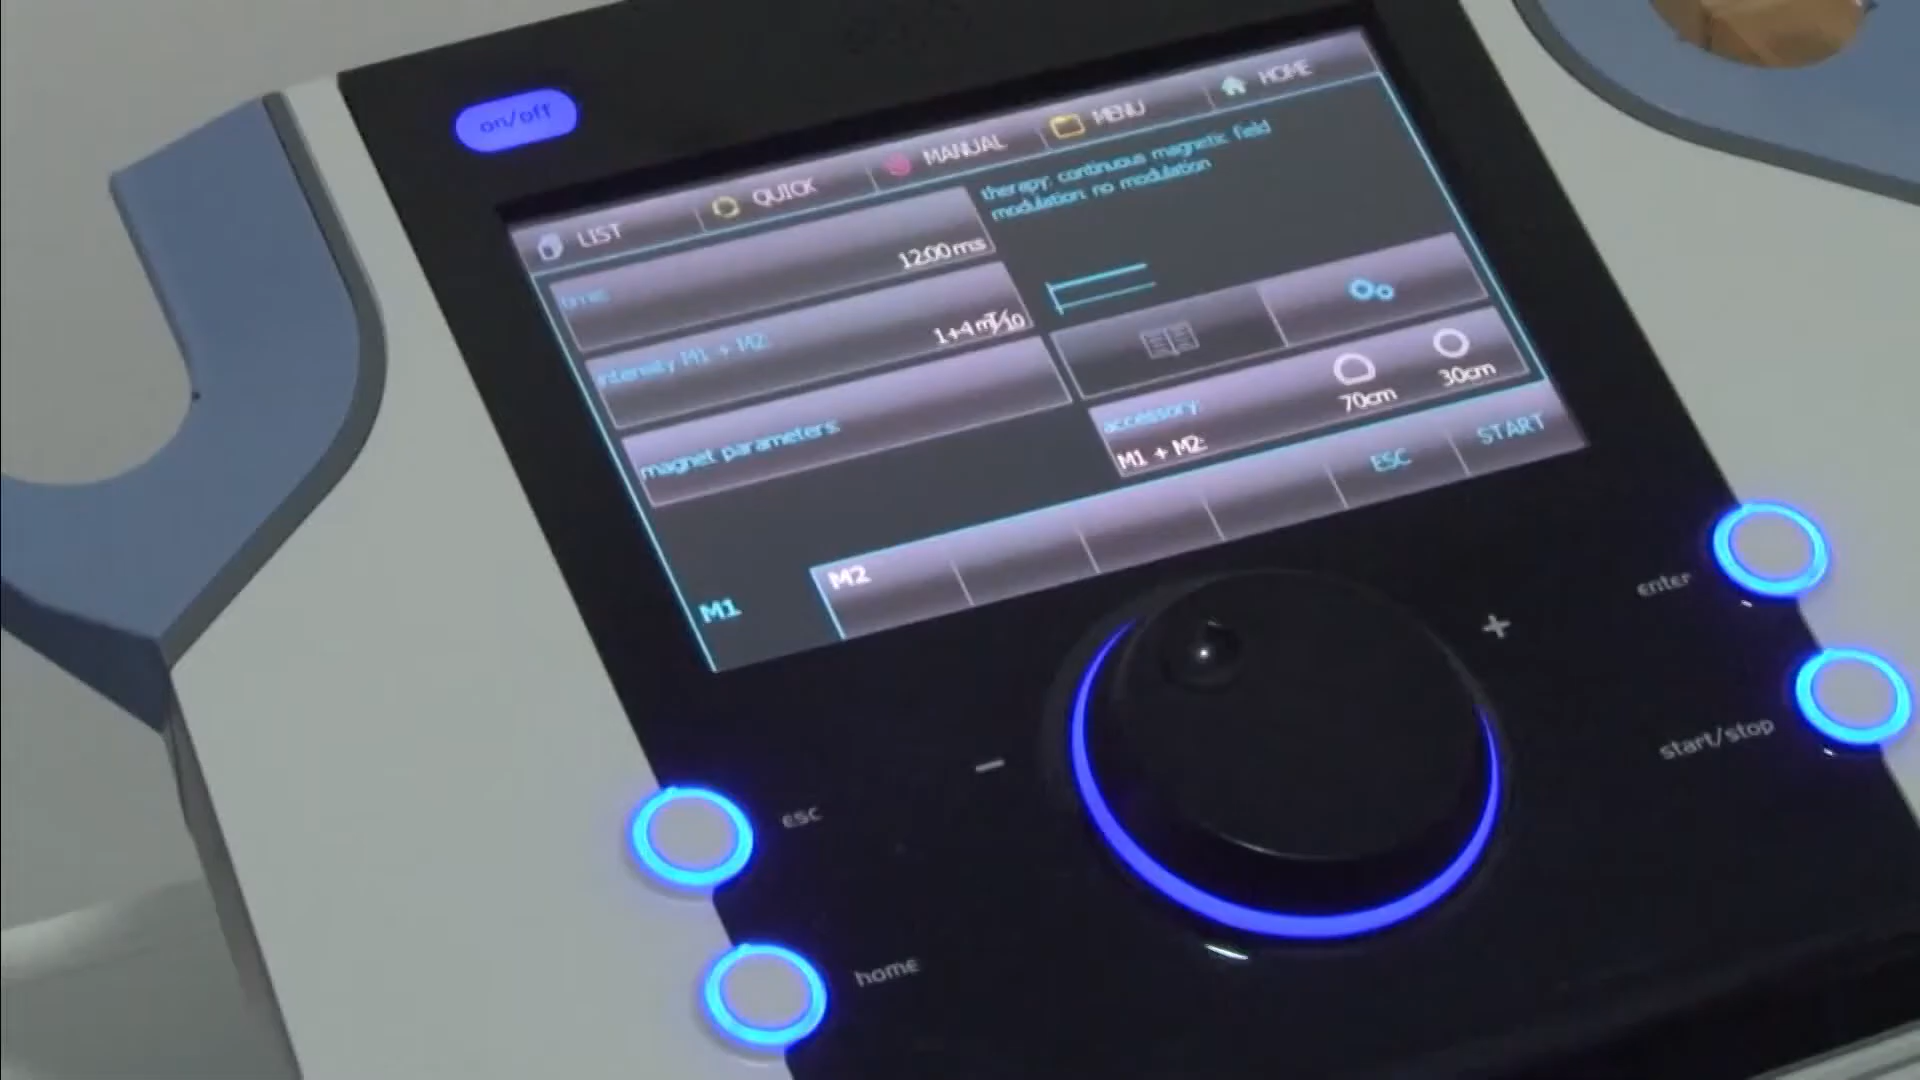 on/off
LIST
QUICK
MANUAL
MENU
HOME
therapy: continuous magnetic field
modulation: no modulation
time:
12:00 m:s
intensity M1 + M2:
1+4 mT/10
magnet parameters:
accessory:
M1 + M2:
70cm
30cm
M1
M2
ESC
START
enter
start/stop
- +
esc
home